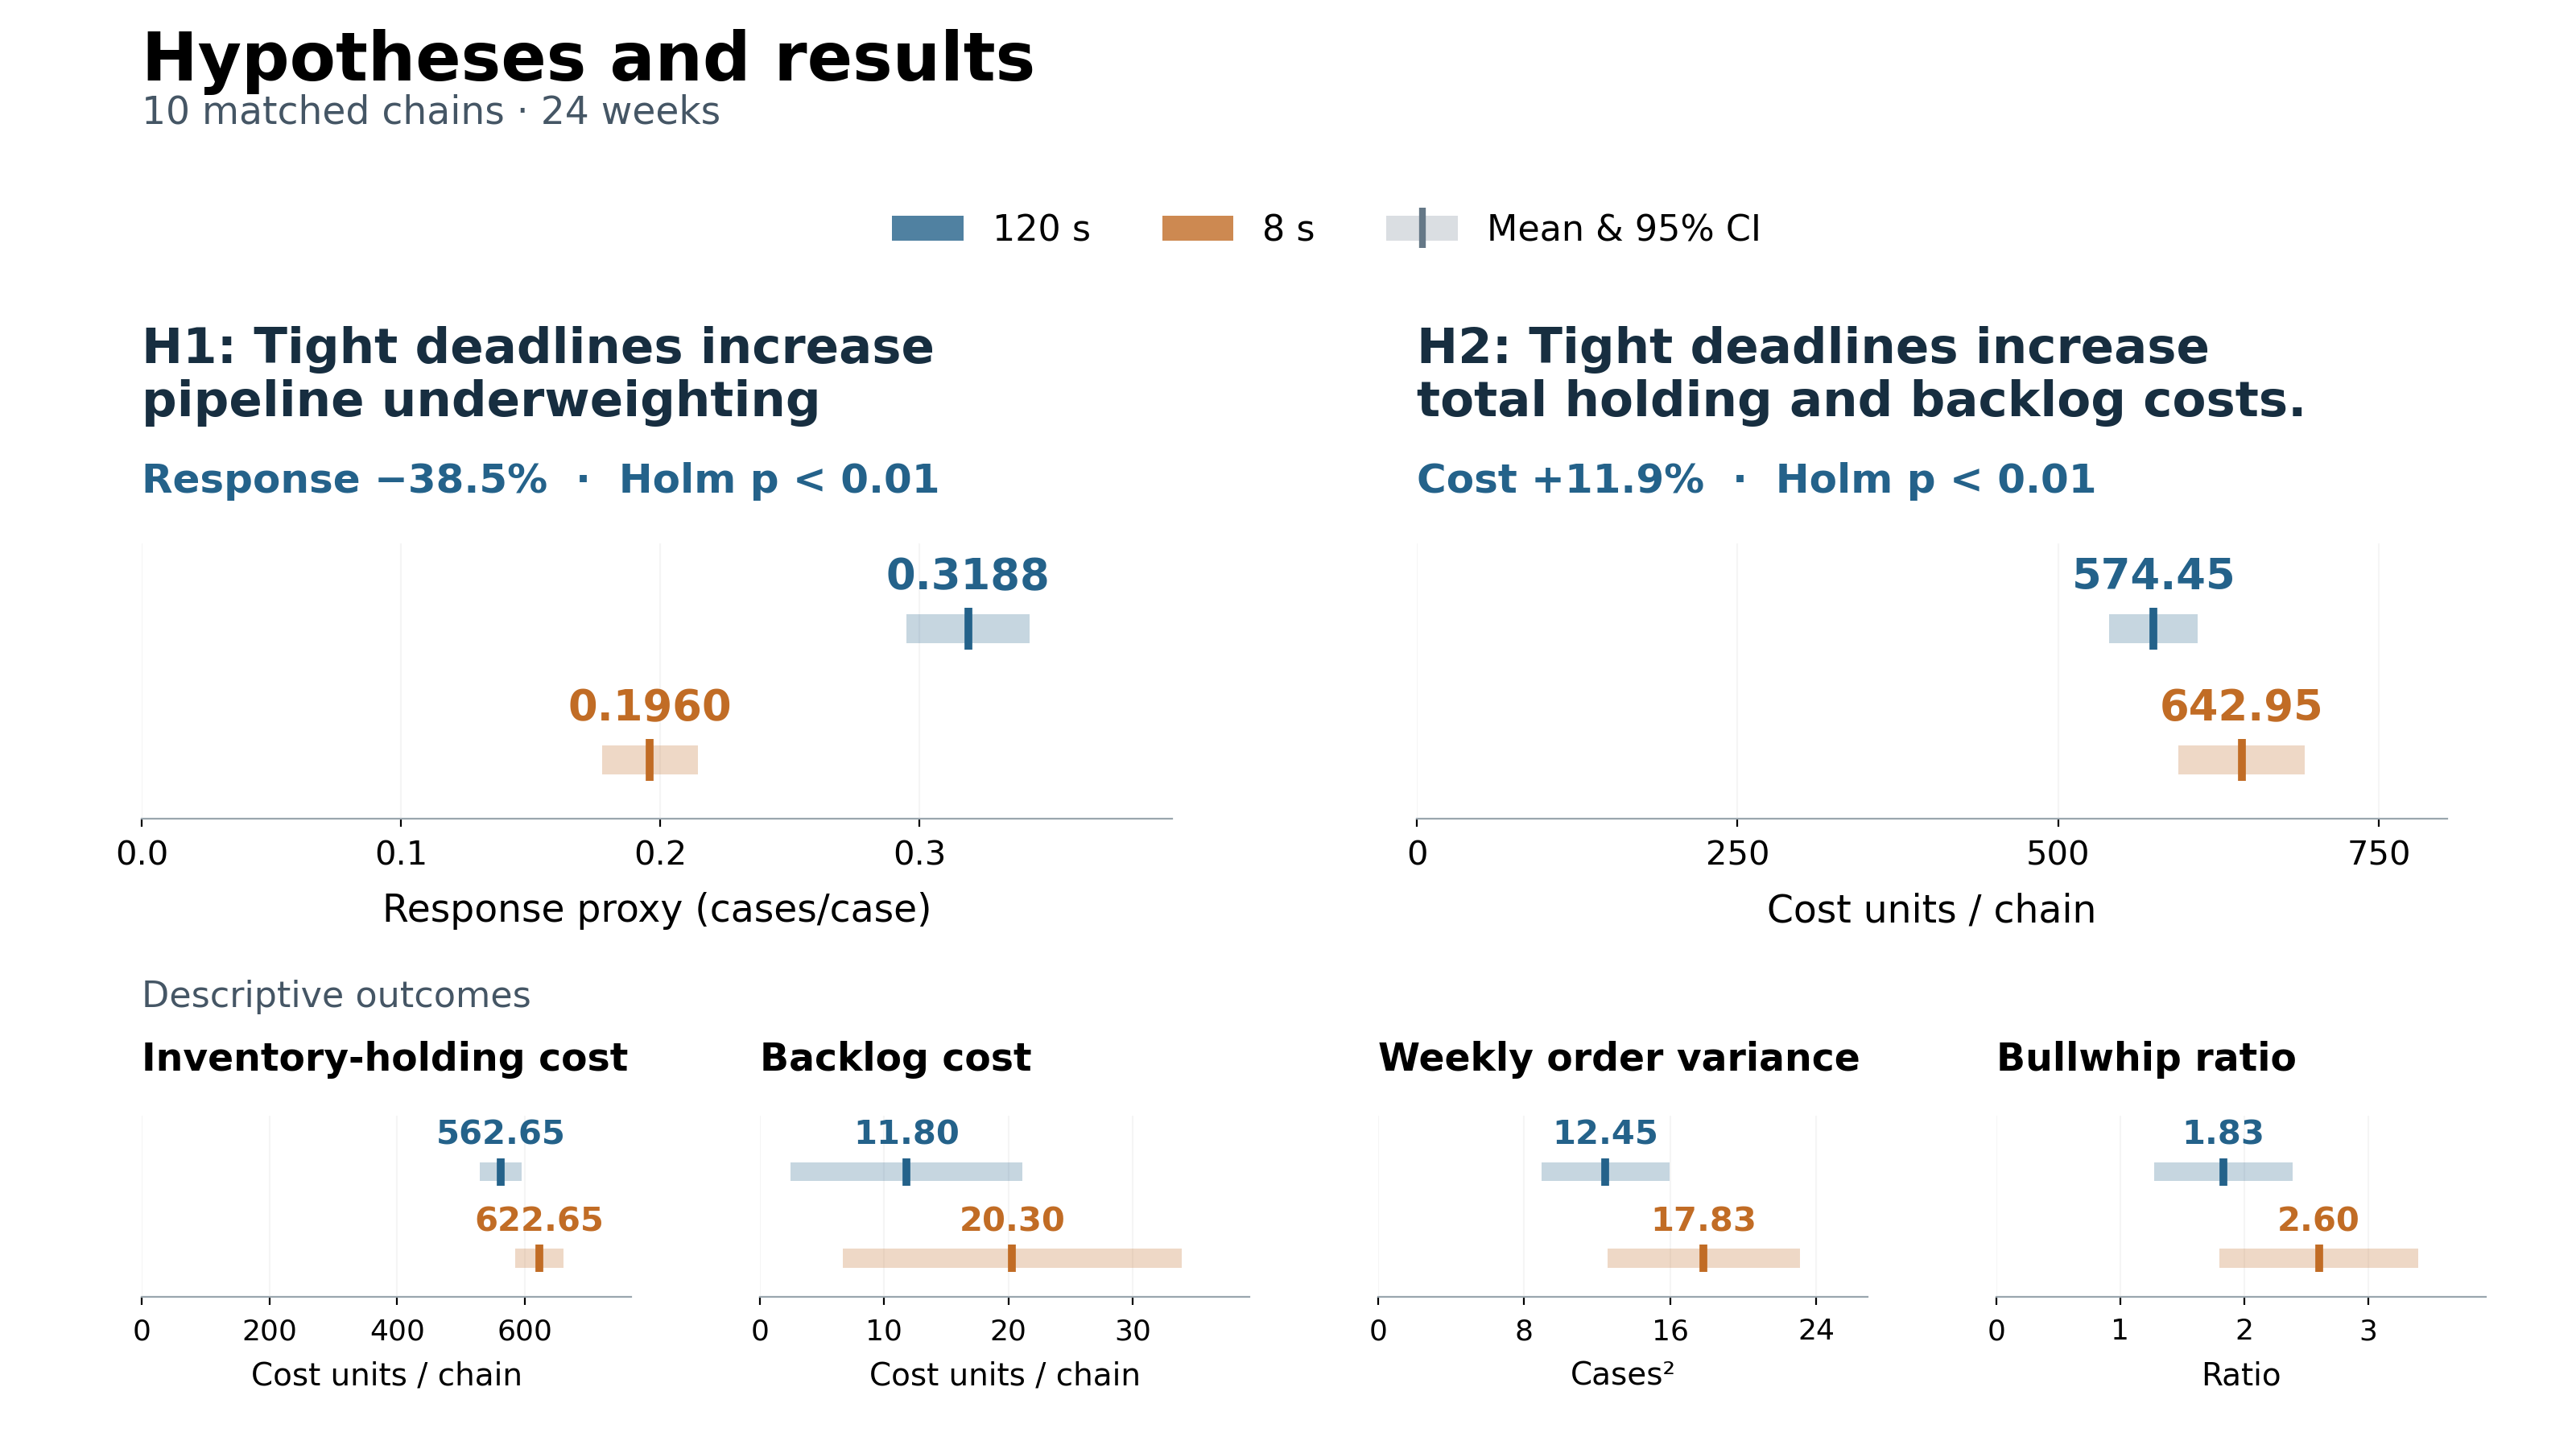 Hypotheses and results
10 matched chains · 24 weeks
120 s
8 s
Mean & 95% CI
H1: Tight deadlines increase
pipeline underweighting
Response −38.5% · Holm p < 0.01
0.3188
0.1960
0.0 0.1 0.2 0.3
Response proxy (cases/case)
H2: Tight deadlines increase
total holding and backlog costs.
Cost +11.9% · Holm p < 0.01
574.45
642.95
0 250 500 750
Cost units / chain
Descriptive outcomes
Inventory-holding cost
562.65
622.65
0 200 400 600
Cost units / chain
Backlog cost
11.80
20.30
0 10 20 30
Cost units / chain
Weekly order variance
12.45
17.83
0 8 16 24
Cases²
Bullwhip ratio
1.83
2.60
0 1 2 3
Ratio